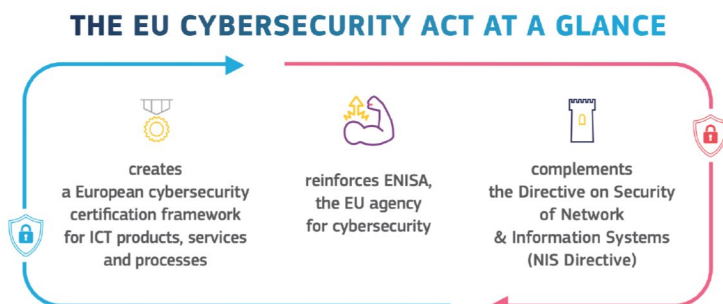 THE EU CYBERSECURITY ACT AT A GLANCE
creates
a European cybersecurity
certification framework
for ICT products, services
and processes
reinforces ENISA,
the EU agency
for cybersecurity
complements
the Directive on Security
of Network
& Information Systems
(NIS Directive)